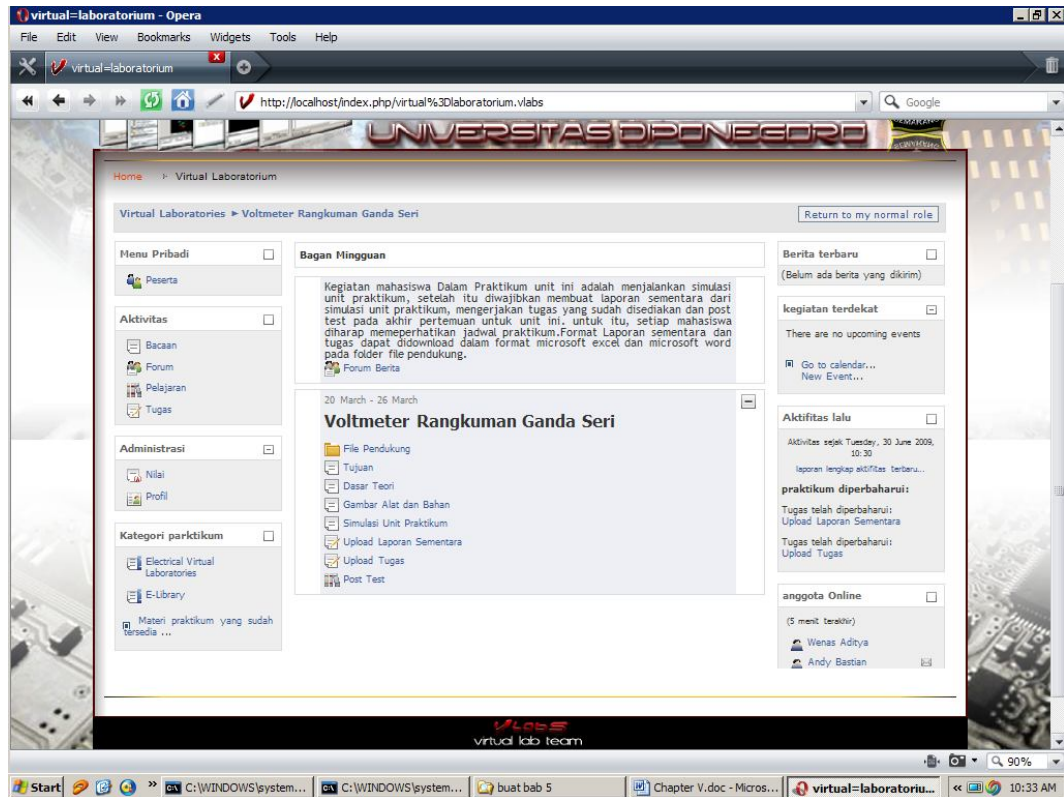 virtual=laboratorium - Opera
File Edit View Bookmarks Widgets Tools Help
virtual=laboratorium
http://localhost/index.php/virtual%3Dlaboratorium.vlabs
Google
UNIVERSITAS DIPONEGORO
Home Virtual Laboratorium
Virtual Laboratories ► Voltmeter Rangkuman Ganda Seri
Return to my normal role
Menu Pribadi
Peserta
Aktivitas
Bacaan
Forum
Pelajaran
Tugas
Administrasi
Nilai
Profil
Kategori parktikum
Electrical Virtual
Laboratories
E-Library
Materi praktikum yang sudah
tersedia ...
Bagan Mingguan
Kegiatan mahasiswa Dalam Praktikum unit ini adalah menjalankan simulasi
unit praktikum, setelah itu diwajibkan membuat laporan sementara dari
simulasi unit praktikum, mengerjakan tugas yang sudah disediakan dan post
test pada akhir pertemuan untuk unit ini. untuk itu, setiap mahasiswa
diharap memeperhatikan jadwal praktikum.Format Laporan sementara dan
tugas dapat didownload dalam format microsoft excel dan microsoft word
pada folder file pendukung.
Forum Berita
20 March - 26 March
Voltmeter Rangkuman Ganda Seri
File Pendukung
Tujuan
Dasar Teori
Gambar Alat dan Bahan
Simulasi Unit Praktikum
Upload Laporan Sementara
Upload Tugas
Post Test
Berita terbaru
(Belum ada berita yang dikirim)
kegiatan terdekat
There are no upcoming events
Go to calendar...
New Event...
Aktifitas lalu
Aktivitas sejak Tuesday, 30 June 2009,
10:30
laporan lengkap aktifitas terbaru...
praktikum diperbaharui:
Tugas telah diperbaharui:
Upload Laporan Sementara
Tugas telah diperbaharui:
Upload Tugas
anggota Online
(5 menit terakhir)
Wenas Aditya
Andy Bastian
VLabS
virtual lab team
90%
Start C:\WINDOWS\system... C:\WINDOWS\system... buat bab 5 Chapter V.doc - Micros... virtual=laboratoriu... 10:33 AM